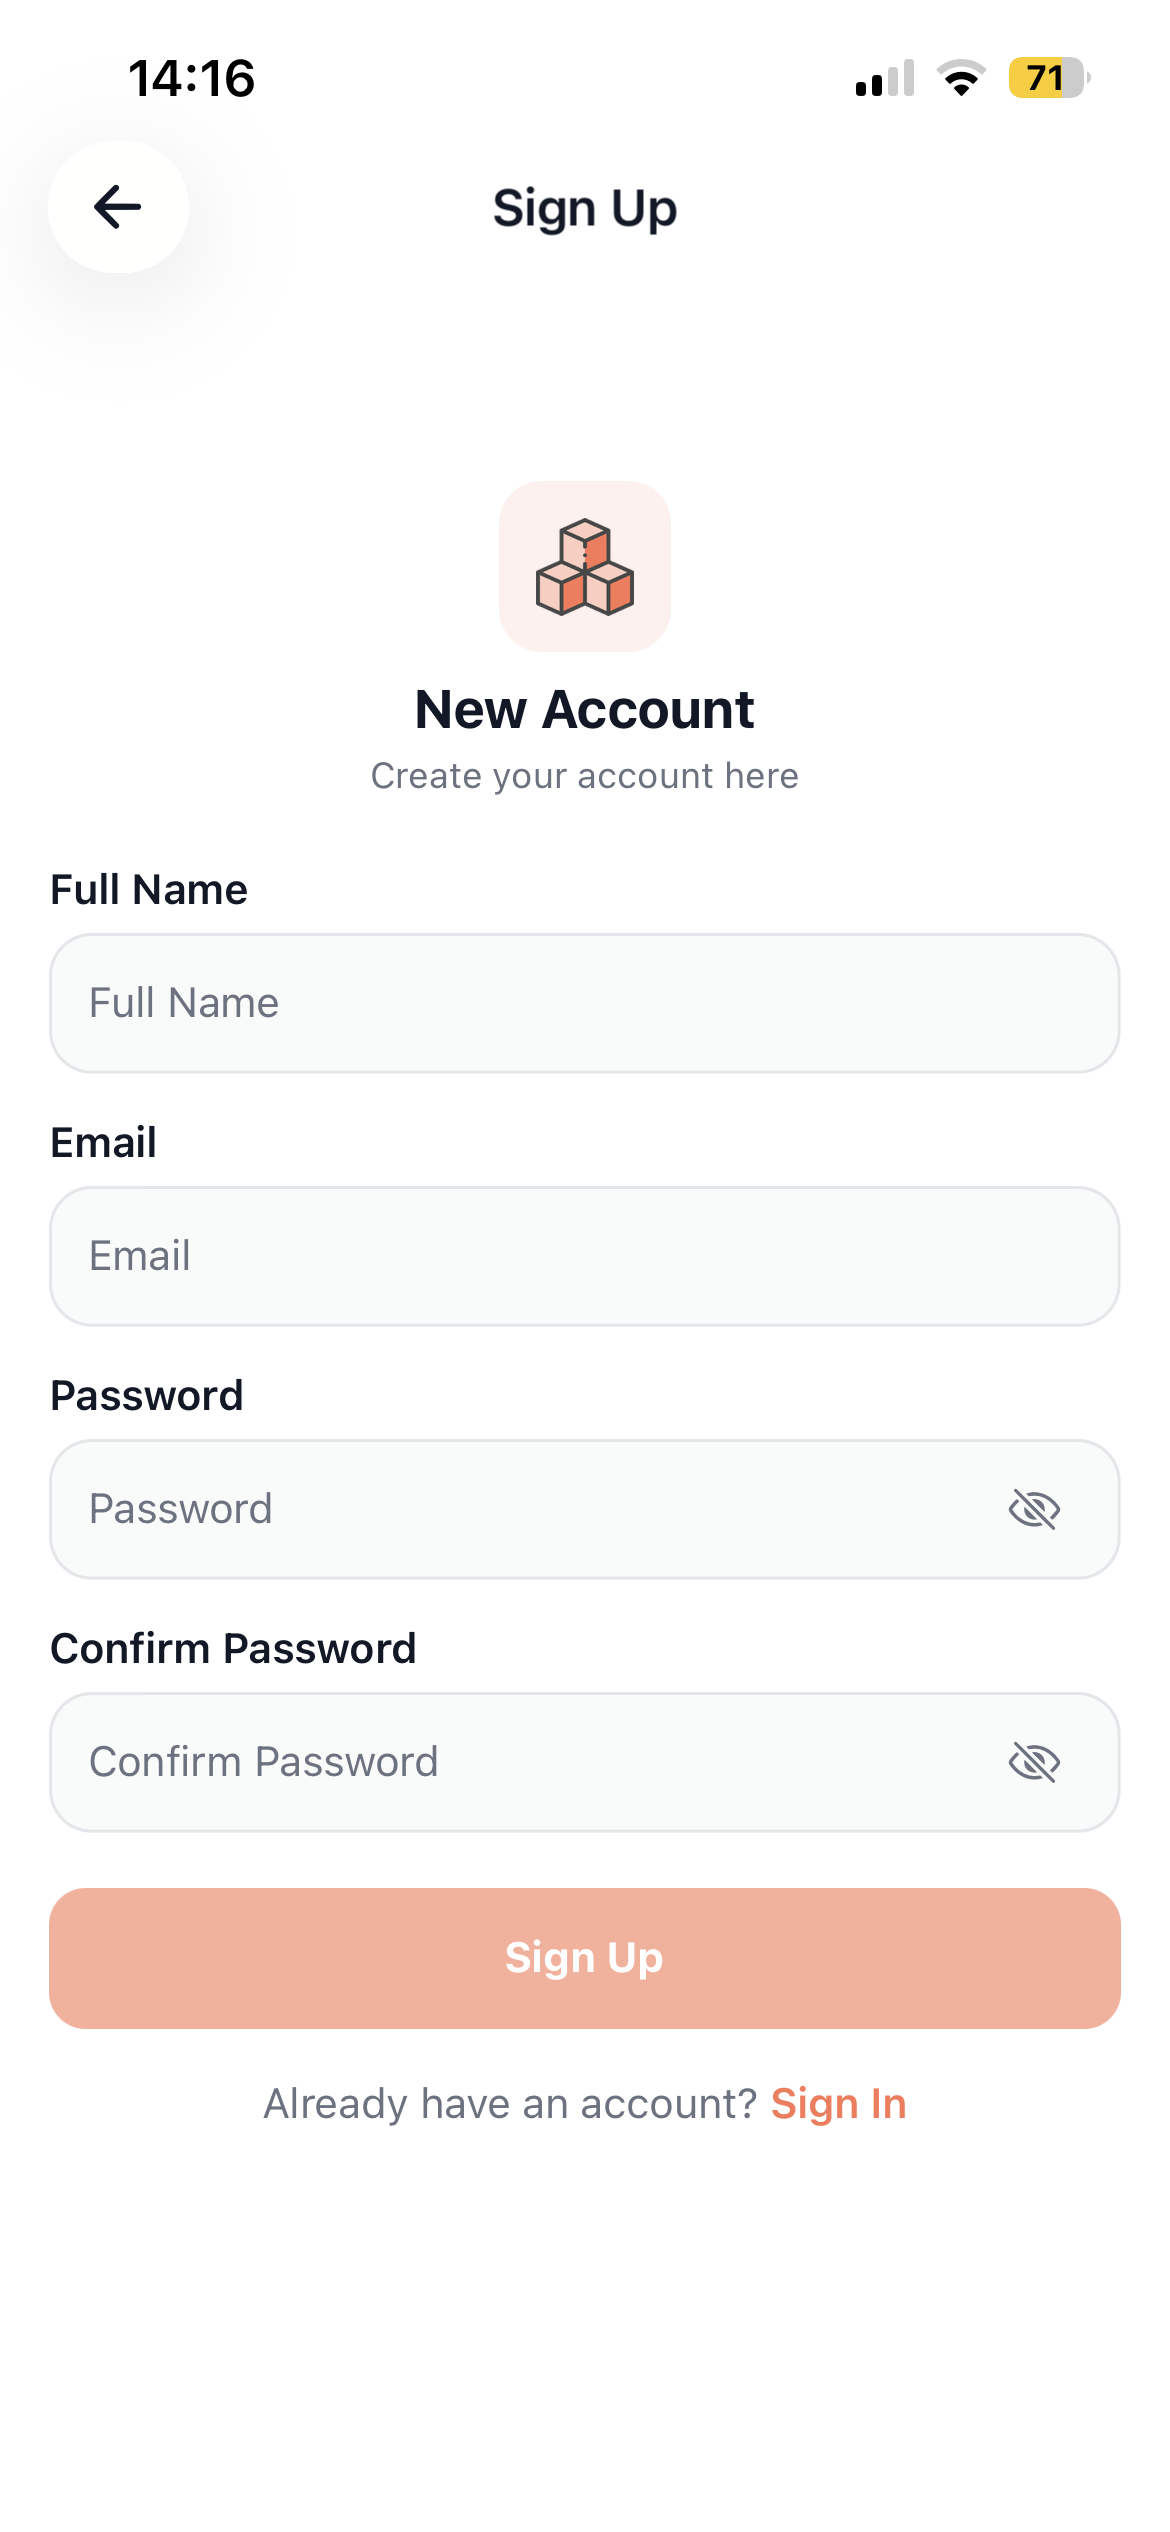 14:16
71
Sign Up
New Account
Create your account here
Full Name
Full Name
Email
Email
Password
Password
Confirm Password
Confirm Password
Sign Up
Already have an account? Sign In